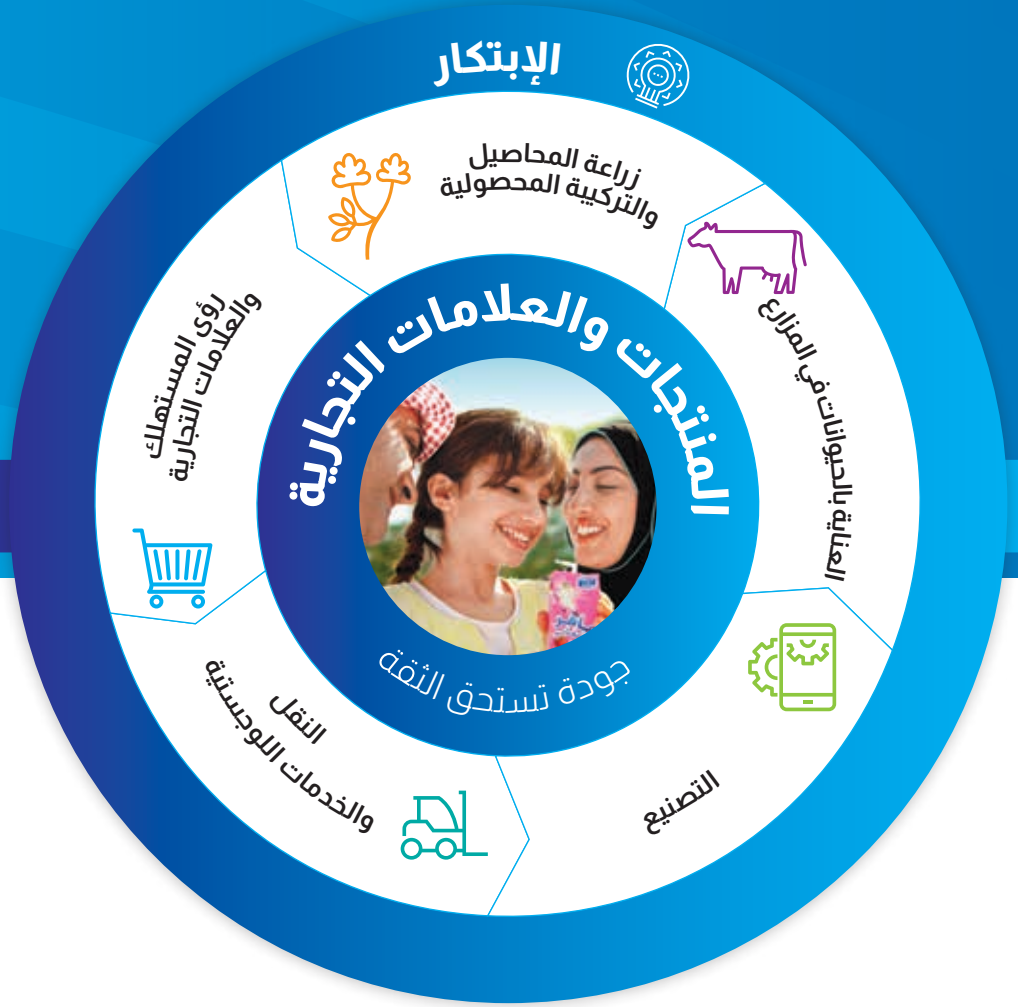 الإبتكار
زراعة المحاصيل
والتركيبة المحصولية
العناية بالحيوانات في المزارع
التصنيع
النقل
والخدمات اللوجستية
رؤى المستهلك
والعلامات التجارية
المنتجات والعلامات التجارية
جودة تستحق الثقة